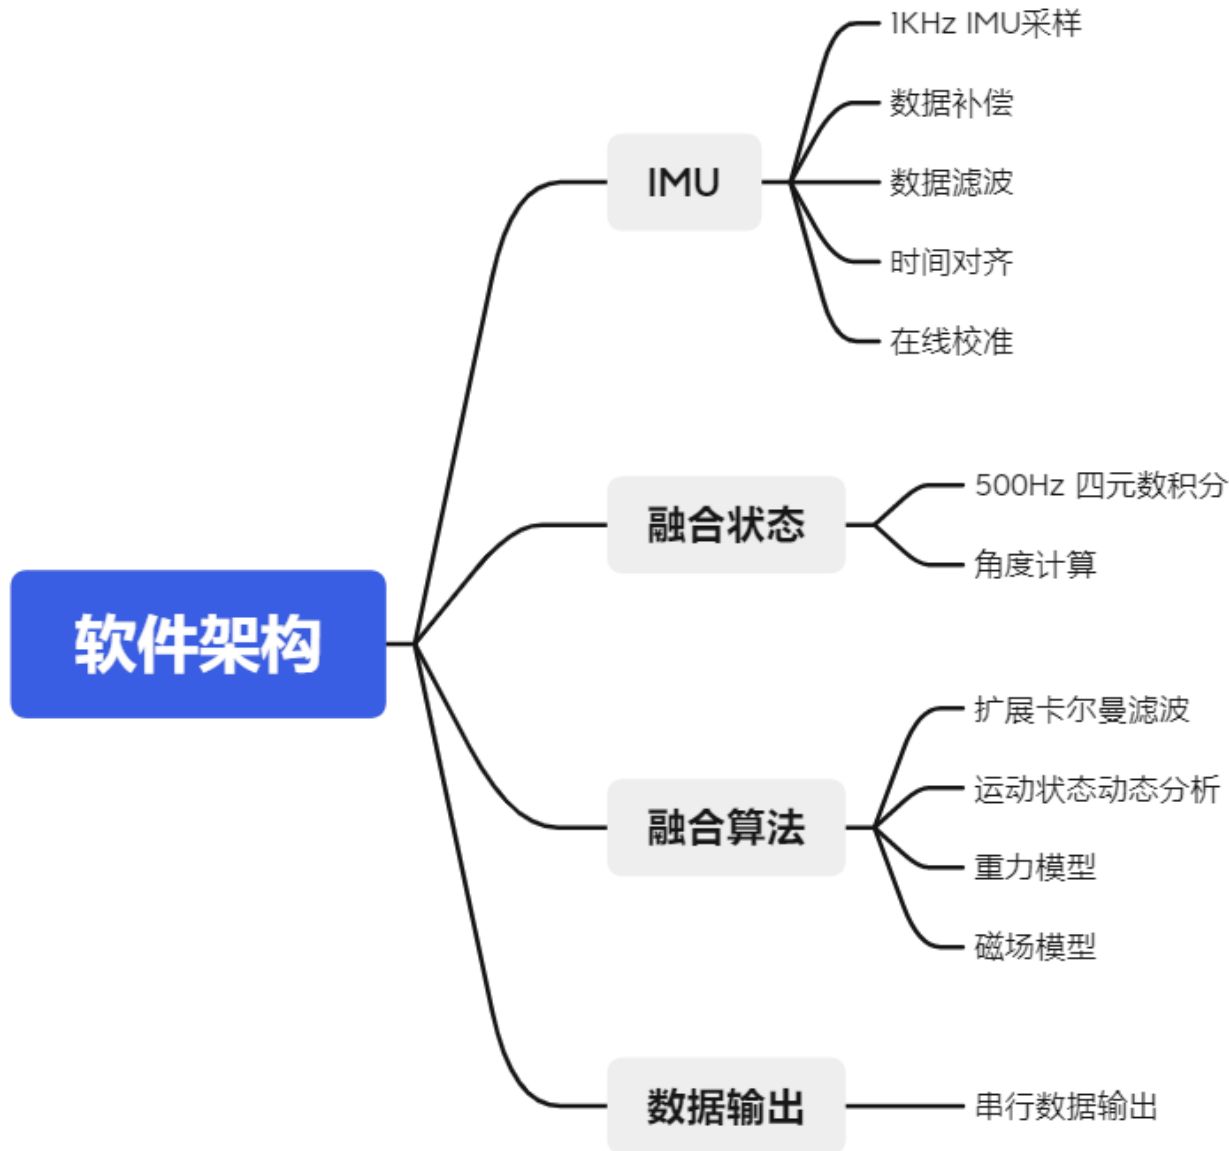 软件架构
IMU
1KHz IMU采样
数据补偿
数据滤波
时间对齐
在线校准
融合状态
500Hz 四元数积分
角度计算
融合算法
扩展卡尔曼滤波
运动状态动态分析
重力模型
磁场模型
数据输出
串行数据输出